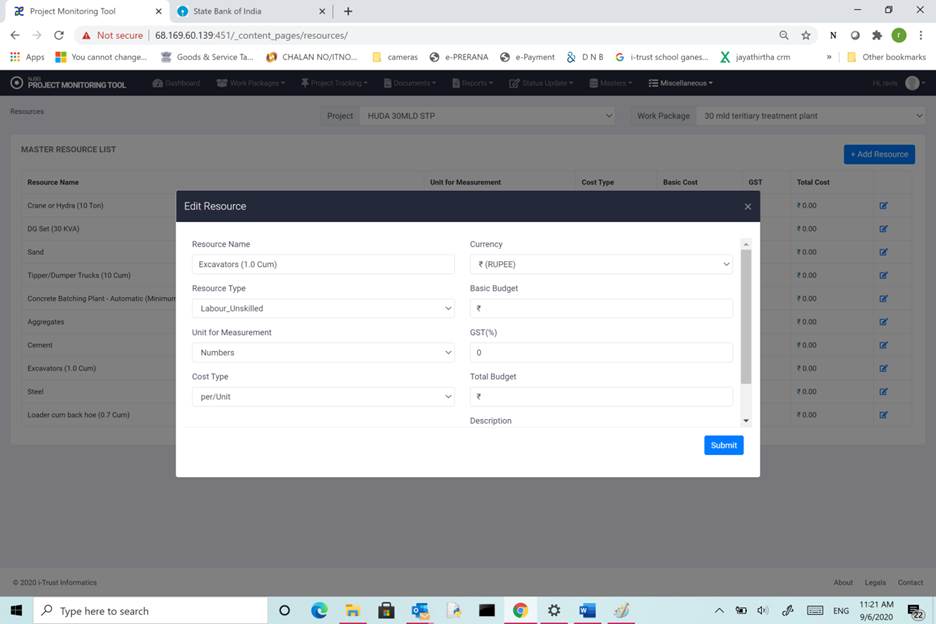 Project Monitoring Tool
State Bank of India
Not secure
68.169.60.139:451/_content_pages/resources/
N
r
Apps
You cannot change...
Goods & Service Ta...
CHALAN NO/ITNO...
cameras
e-PRERANA
e-Payment
D N B
i-trust school ganes...
jayathirtha crm
»
Other bookmarks
PROJECT MONITORING TOOL
Dashboard
Work Packages
Project Tracking
Documents
Reports
Status Update
Masters
Miscellaneous
Resources
Project
HUDA 30MLD STP
Work Package
30 mld teritiary treatment plant
MASTER RESOURCE LIST
+ Add Resource
Resource Name Unit for Measurement Cost Type Basic Cost GST Total Cost
Crane or Hydra (10 Ton) ₹ 0.00
DG Set (30 KVA) ₹ 0.00
Sand ₹ 0.00
Tipper/Dumper Trucks (10 Cum) ₹ 0.00
Concrete Batching Plant - Automatic (Minimum ₹ 0.00
Aggregates ₹ 0.00
Cement ₹ 0.00
Excavators (1.0 Cum) ₹ 0.00
Steel ₹ 0.00
Loader cum back hoe (0.7 Cum) ₹ 0.00
Edit Resource
×
Resource Name
Excavators (1.0 Cum)
Resource Type
Labour_Unskilled
Unit for Measurement
Numbers
Cost Type
per/Unit
Currency
₹ (RUPEE)
Basic Budget
₹
GST(%)
0
Total Budget
₹
Description
Submit
© 2020 i-Trust Informatics
About Legals Contact
Type here to search
ENG
11:21 AM
9/6/2020
22